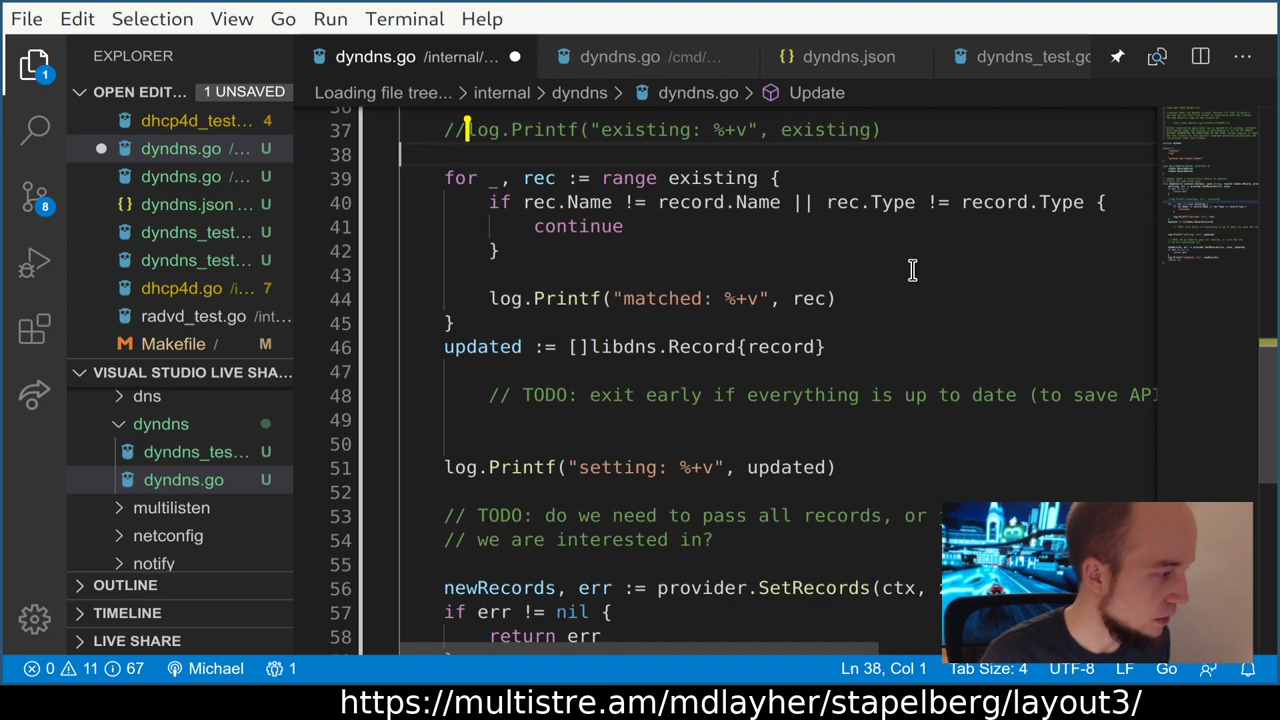 File Edit Selection View Go Run Terminal Help
EXPLORER
dyndns.go /internal/...
dyndns.go /cmd/...
{} dyndns.json
dyndns_test.gc
OPEN EDIT... 1 UNSAVED
Loading file tree... > internal > dyndns > dyndns.go > Update
dhcp4d_test... 4
dyndns.go /... U
dyndns.go /... U
{} dyndns.json ... U
dyndns_test... U
dyndns_test... U
dhcp4d.go /i... 7
radvd_test.go /int...
Makefile / M
VISUAL STUDIO LIVE SHA...
dns
dyndns
dyndns_tes... U
dyndns.go U
multilisten
netconfig
notify
OUTLINE
TIMELINE
LIVE SHARE
1
8
36
37 //log.Printf("existing: %+v", existing)
38
39 for _, rec := range existing {
40 if rec.Name != record.Name || rec.Type != record.Type {
41 continue
42 }
43
44 log.Printf("matched: %+v", rec)
45 }
46 updated := []libdns.Record{record}
47
48 // TODO: exit early if everything is up to date (to save API
49
50
51 log.Printf("setting: %+v", updated)
52
53 // TODO: do we need to pass all records, or
54 // we are interested in?
55
56 newRecords, err := provider.SetRecords(ctx,
57 if err != nil {
58 return err
0 11 67 Michael 1 Ln 38, Col 1 Tab Size: 4 UTF-8 LF Go
https://multistre.am/mdlayher/stapelberg/layout3/